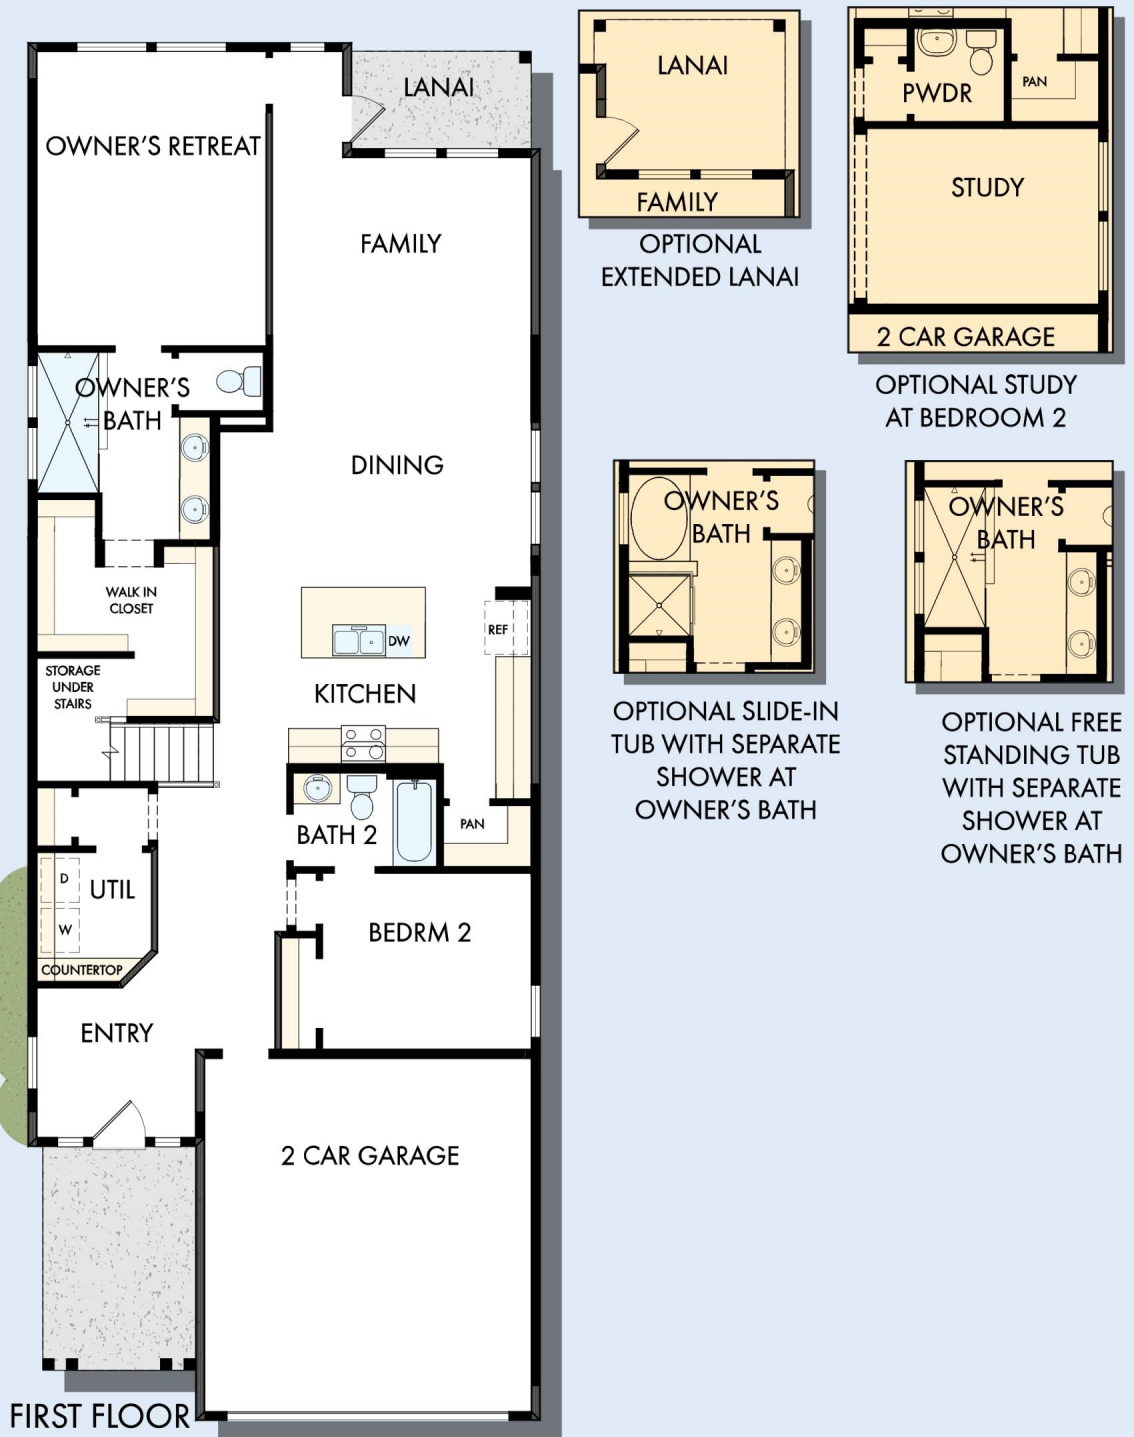 LANAI
OWNER'S RETREAT
FAMILY
OWNER'S
BATH
DINING
WALK IN
CLOSET
REF
DW
STORAGE
UNDER
STAIRS
KITCHEN
BATH 2
PAN
D
UTIL
W
BEDRM 2
COUNTERTOP
ENTRY
2 CAR GARAGE
FIRST FLOOR
LANAI
FAMILY
OPTIONAL
EXTENDED LANAI
PWDR
PAN
STUDY
2 CAR GARAGE
OPTIONAL STUDY
AT BEDROOM 2
OWNER'S
BATH
OPTIONAL SLIDE-IN
TUB WITH SEPARATE
SHOWER AT
OWNER'S BATH
OWNER'S
BATH
OPTIONAL FREE
STANDING TUB
WITH SEPARATE
SHOWER AT
OWNER'S BATH